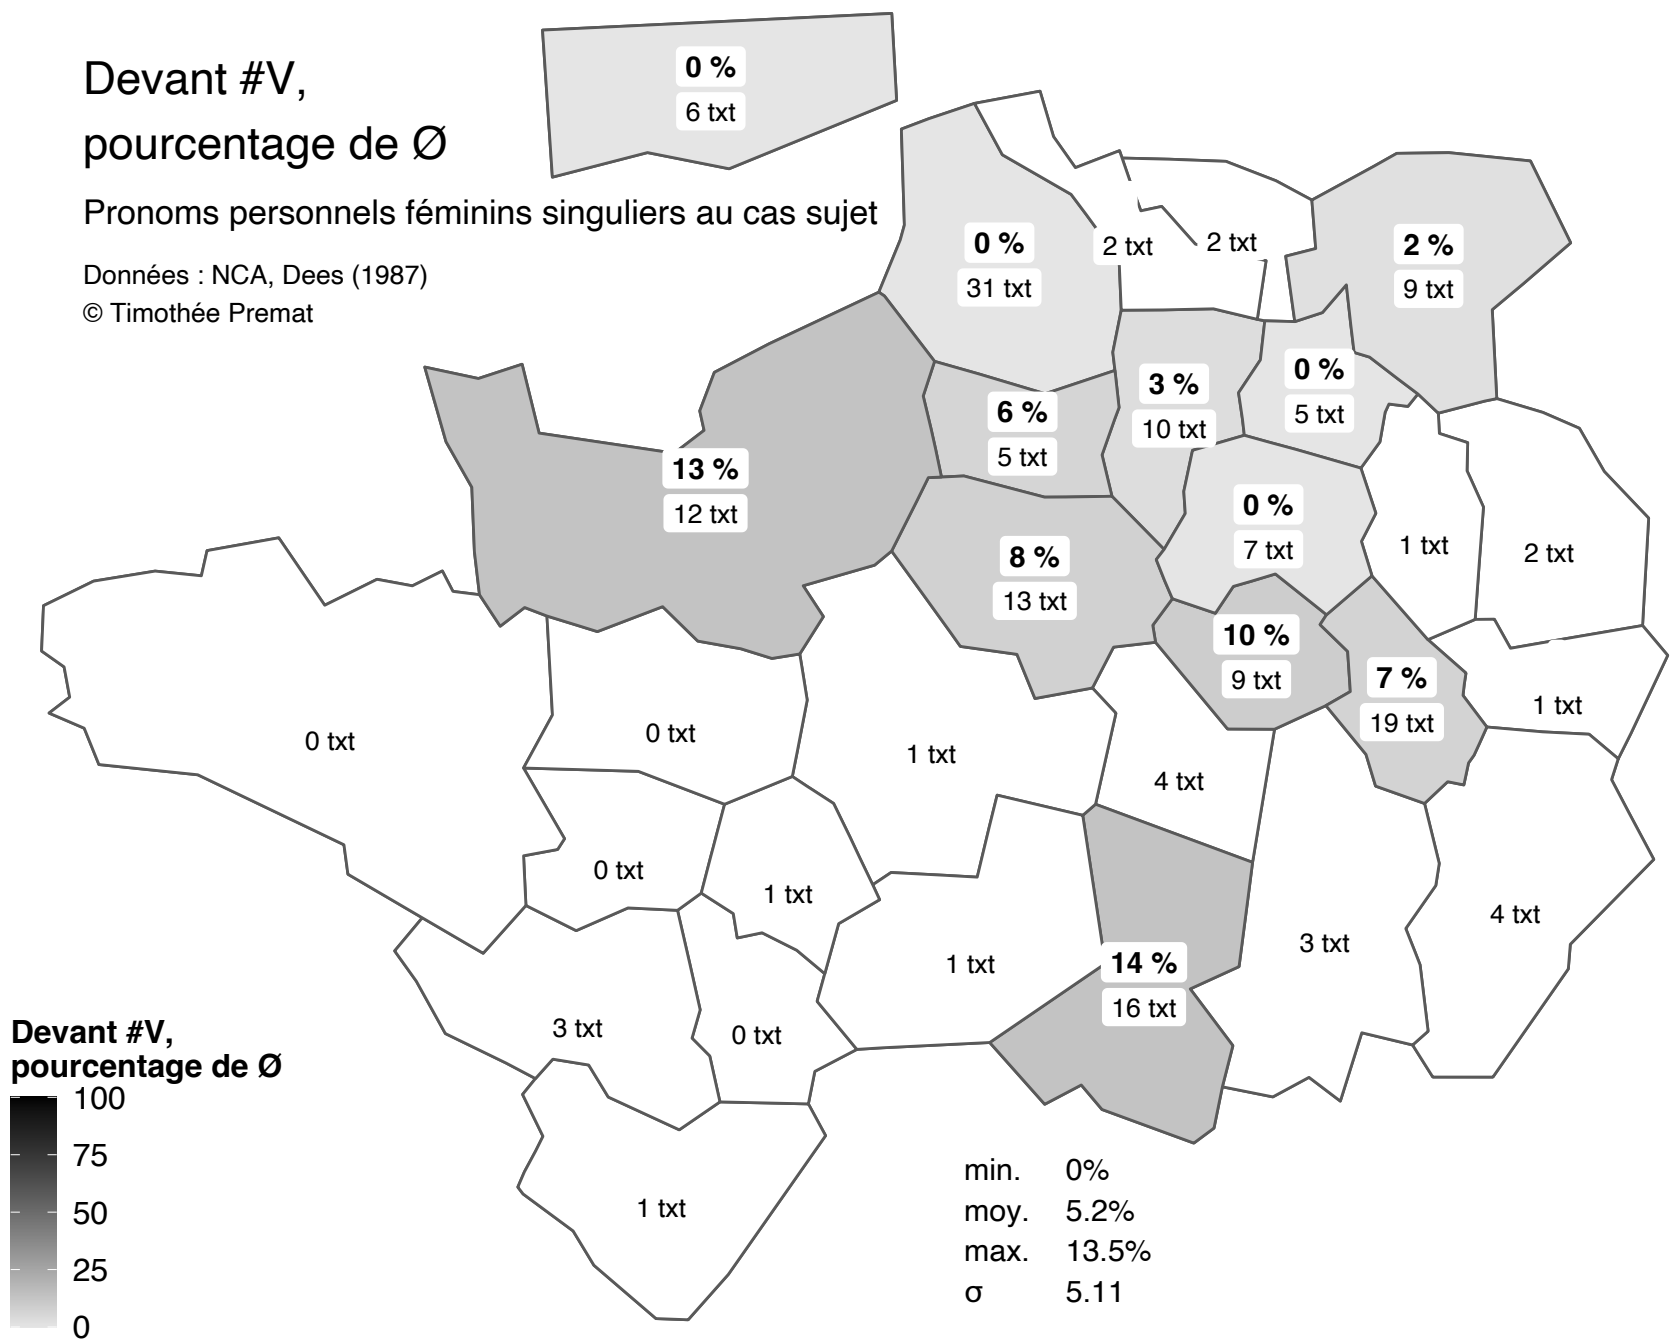 Devant #V,
pourcentage de Ø
Pronoms personnels féminins singuliers au cas sujet
Données : NCA, Dees (1987)
© Timothée Premat
0 %
6 txt
0 %
31 txt
2 txt
2 txt
2 %
9 txt
13 %
12 txt
6 %
5 txt
3 %
10 txt
0 %
5 txt
8 %
13 txt
0 %
7 txt
1 txt
2 txt
10 %
9 txt
7 %
19 txt
1 txt
0 txt
0 txt
1 txt
4 txt
0 txt
1 txt
1 txt
14 %
16 txt
3 txt
4 txt
3 txt
0 txt
1 txt
Devant #V,
pourcentage de Ø
100
75
50
25
0
min. 0%
moy. 5.2%
max. 13.5%
σ 5.11